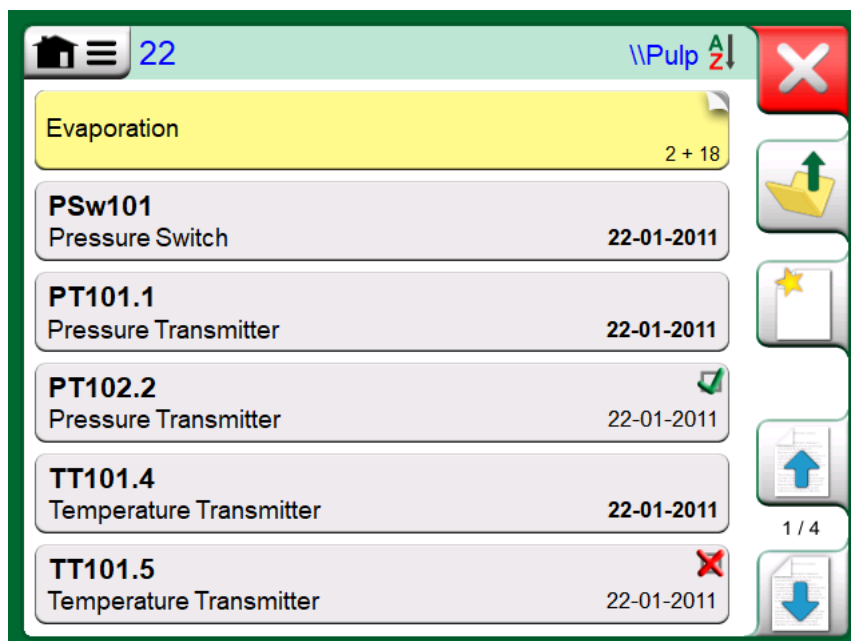 22
\\Pulp AZ
Evaporation
2 + 18
PSw101
Pressure Switch 22-01-2011
PT101.1
Pressure Transmitter 22-01-2011
PT102.2
Pressure Transmitter 22-01-2011
TT101.4
Temperature Transmitter 22-01-2011
1 / 4
TT101.5
Temperature Transmitter 22-01-2011